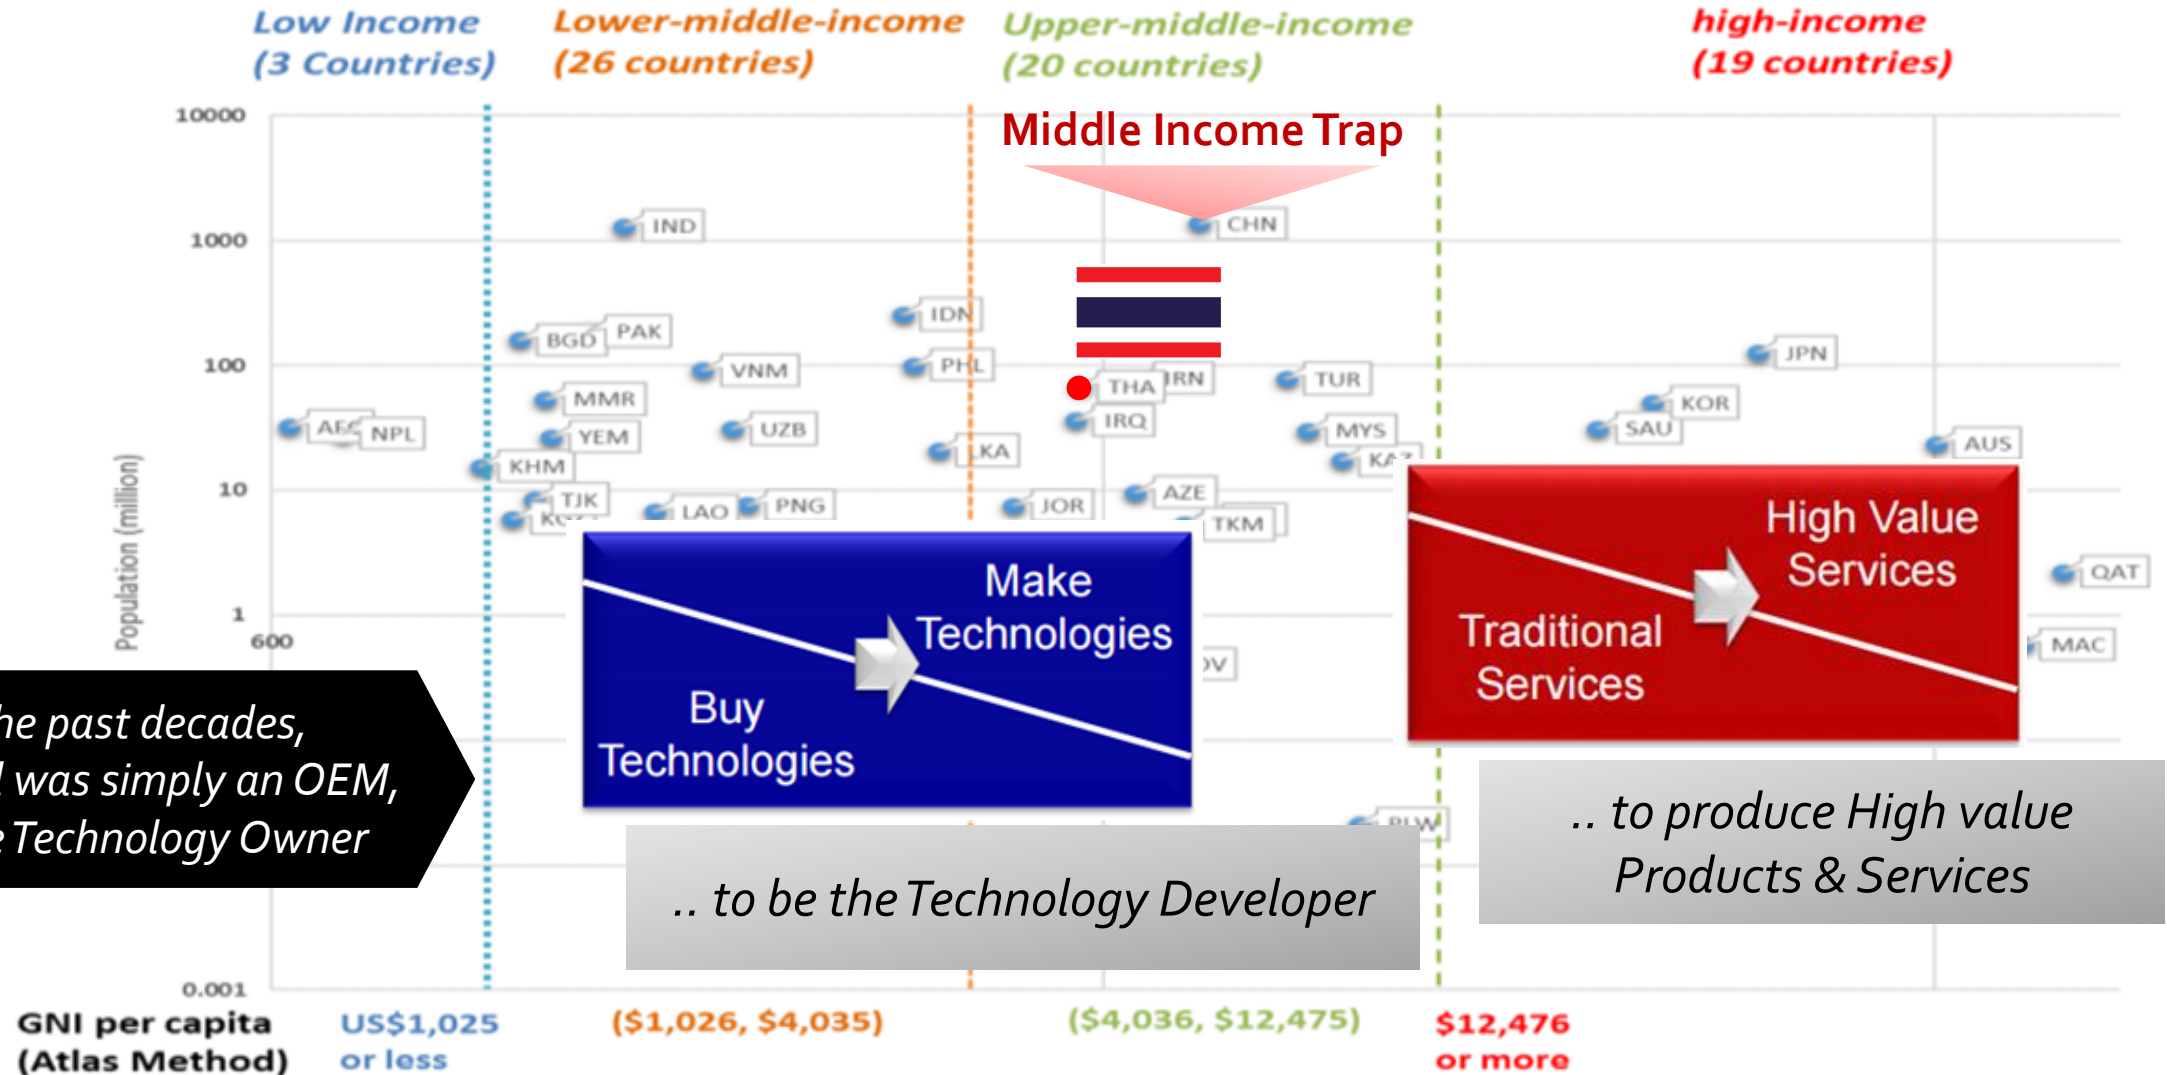 Low Income
(3 Countries)
Lower-middle-income
(26 countries)
Upper-middle-income
(20 countries)
high-income
(19 countries)
10000
Middle Income Trap
IND
CHN
1000
IDN
BGD
PAK
JPN
100
VNM
PHL
THA
IRN
TUR
MMR
KOR
NPL
YEM
UZB
IRQ
MYS
SAU
AUS
KHM
LKA
KAZ
10
TJK
LAO
PNG
JOR
AZE
TKM
Population (million)
Make
Technologies
Buy
Technologies
High Value
Services
Traditional
Services
QAT
1
600
MAC
he past decades,
was simply an OEM,
Technology Owner
PLW
.. to be the Technology Developer
.. to produce High value
Products & Services
0.001
GNI per capita
(Atlas Method)
US$1,025
or less
($1,026, $4,035)
($4,036, $12,475)
$12,476
or more